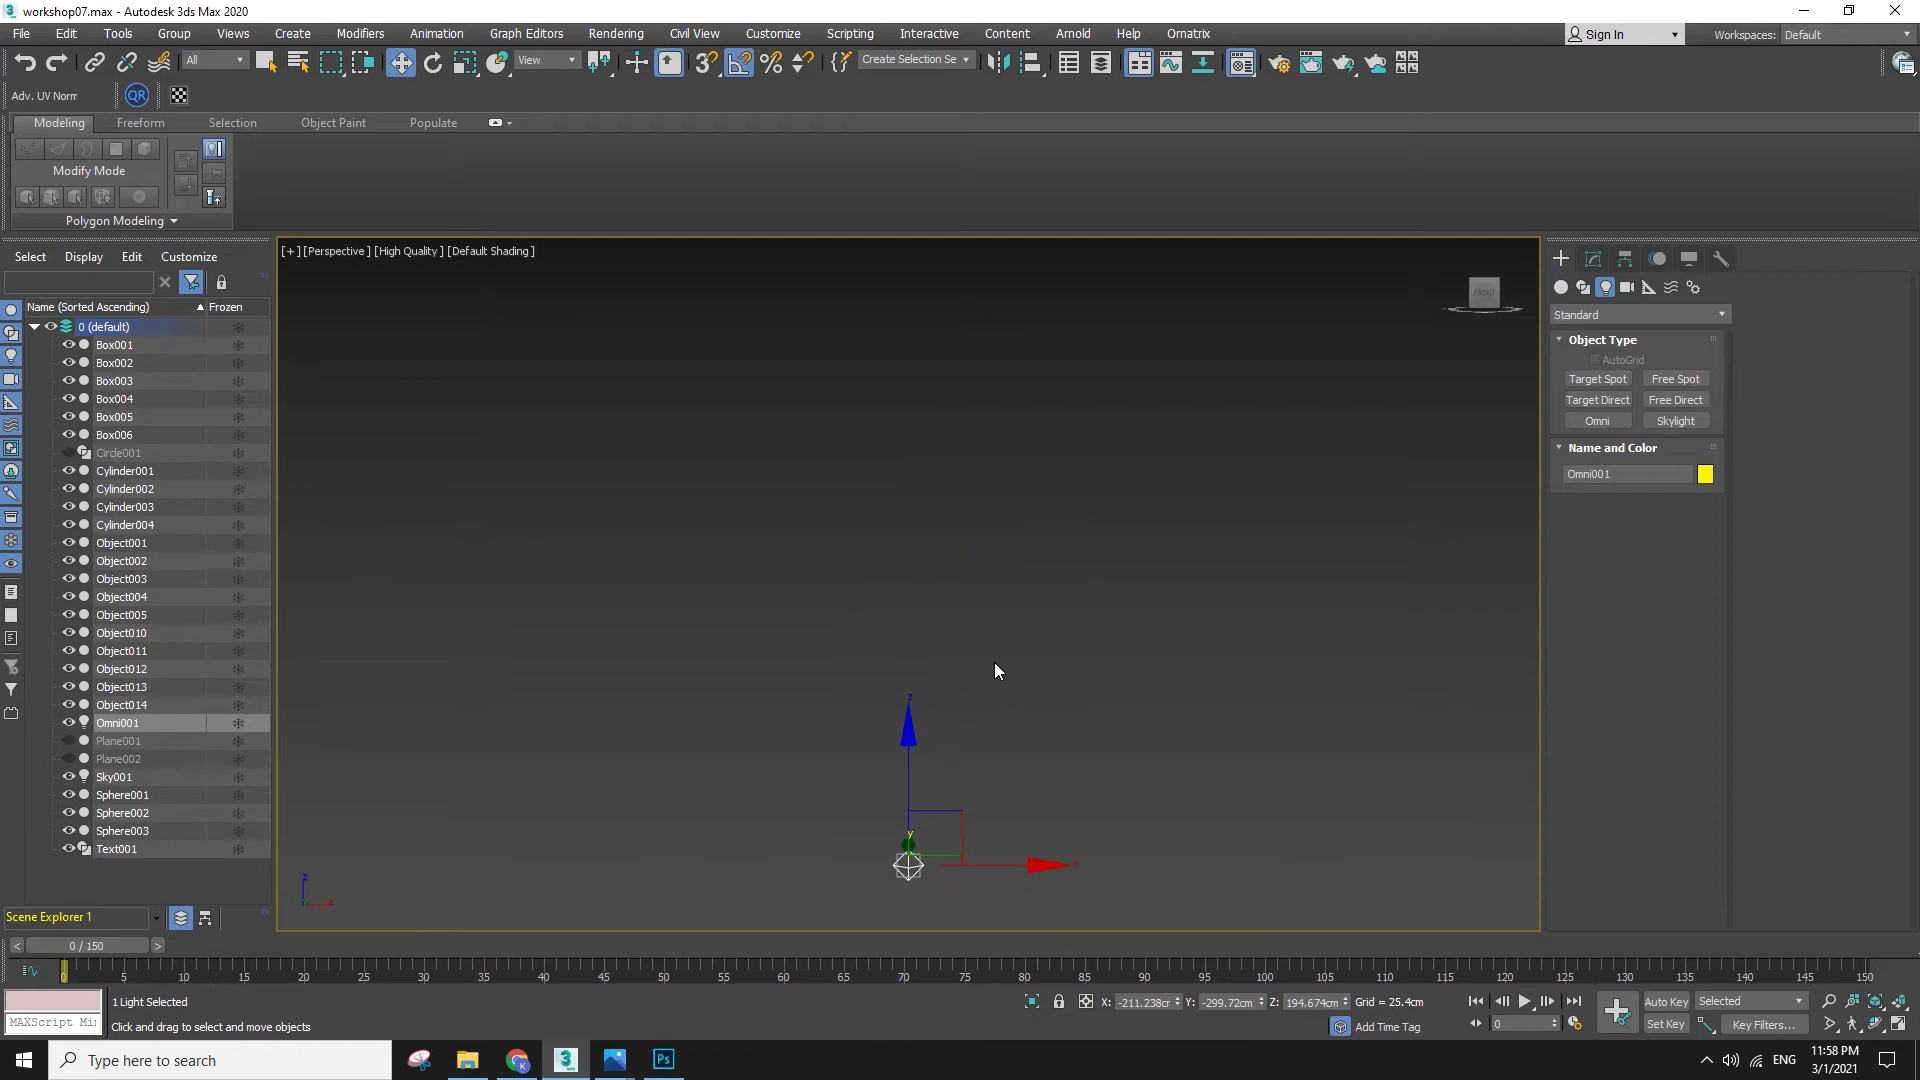 workshop07.max - Autodesk 3ds Max 2020
File Edit Tools Group Views Create Modifiers Animation Graph Editors Rendering Civil View Customize Scripting Interactive Content Arnold Help Ornatrix
Sign In Workspaces: Default
All View Create Selection Se
Adv. UV Norm QR
Modeling Freeform Selection Object Paint Populate
Modify Mode
Polygon Modeling
Select Display Edit Customize
Name (Sorted Ascending) Frozen
0 (default)
Box001
Box002
Box003
Box004
Box005
Box006
Circle001
Cylinder001
Cylinder002
Cylinder003
Cylinder004
Object001
Object002
Object003
Object004
Object005
Object010
Object011
Object012
Object013
Object014
Omni001
Plane001
Plane002
Sky001
Sphere001
Sphere002
Sphere003
Text001
Scene Explorer 1
[+] [Perspective ] [High Quality ] [Default Shading ]
FRONT
z
y
x
z
x
Standard
Object Type
AutoGrid
Target Spot Free Spot
Target Direct Free Direct
Omni Skylight
Name and Color
Omni001
< 0 / 150 >
0 5 10 15 20 25 30 35 40 45 50 55 60 65 70 75 80 85 90 95 100 105 110 115 120 125 130 135 140 145 150
1 Light Selected
MAXScript Mi
Click and drag to select and move objects
X: -211.238cr Y: -299.72cm Z: 194.674cm Grid = 25.4cm
Add Time Tag
0
Auto Key Selected
Set Key Key Filters...
Type here to search
Ps
ENG
11:58 PM
3/1/2021